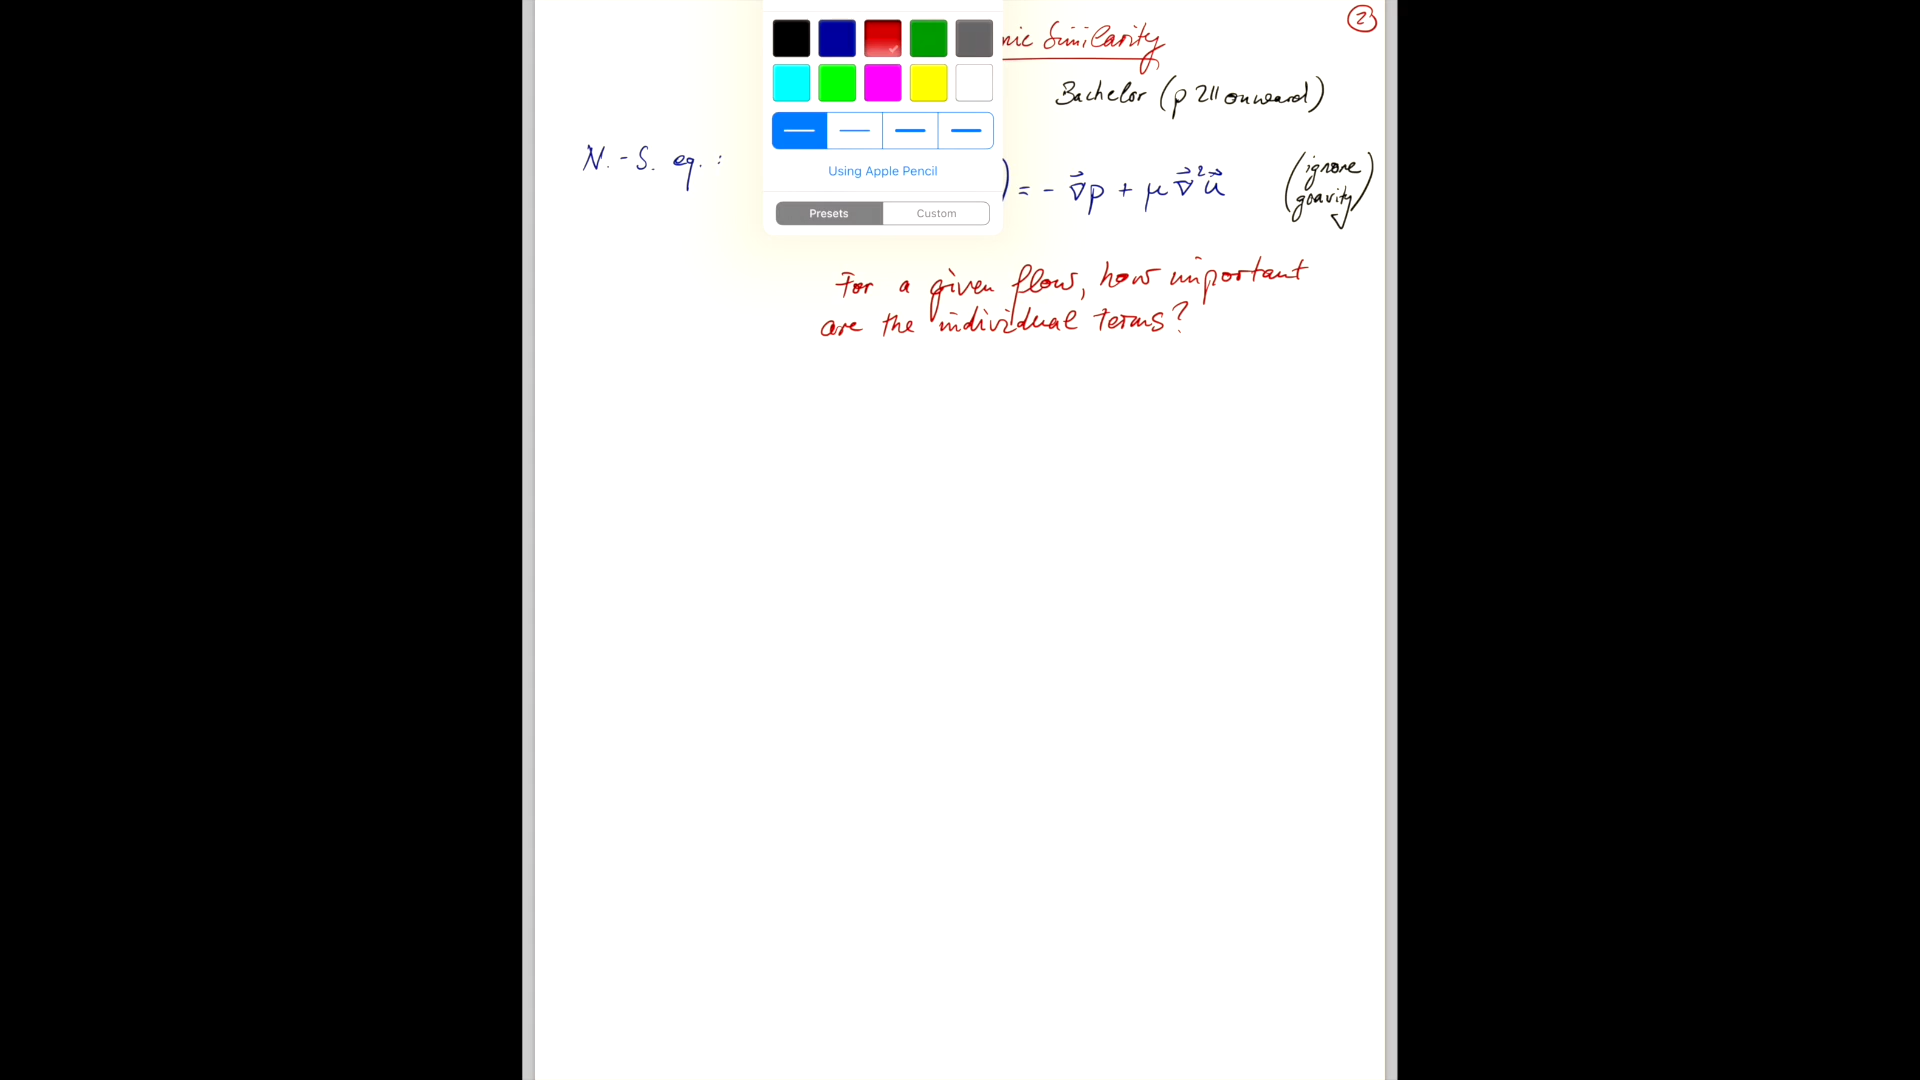 mic Similarity
②
Bachelor (p 211 onward)
N.-S. eq. :
) = - ∇⃗p + μ ∇⃗²u⃗
(ignore gravity)
For a given flow, how important
are the individual terms?
Using Apple Pencil
Presets
Custom